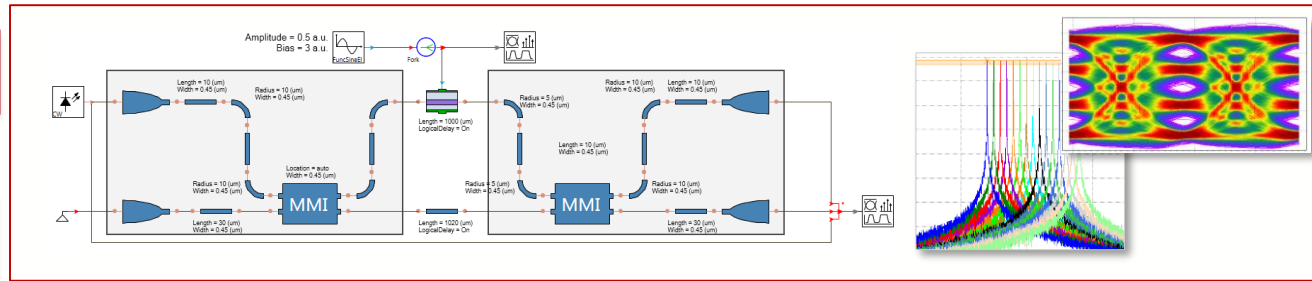 Amplitude = 0.5 a.u.
Bias = 3 a.u.
FuncSineEl
Fork
CW
Length = 10 (um)
Width = 0.45 (um)
Radius = 10 (um)
Width = 0.45 (um)
Location = auto
Width = 0.45 (um)
Radius = 10 (um)
Width = 0.45 (um)
MMI
Length = 30 (um)
Width = 0.45 (um)
Length = 1000 (um)
LogicalDelay = On
Length = 1020 (um)
LogicalDelay = On
Radius = 5 (um)
Width = 0.45 (um)
Radius = 10 (um)
Width = 0.45 (um)
Length = 10 (um)
Width = 0.45 (um)
Length = 10 (um)
Width = 0.45 (um)
Radius = 5 (um)
Width = 0.45 (um)
Radius = 10 (um)
Width = 0.45 (um)
MMI
Length = 30 (um)
Width = 0.45 (um)